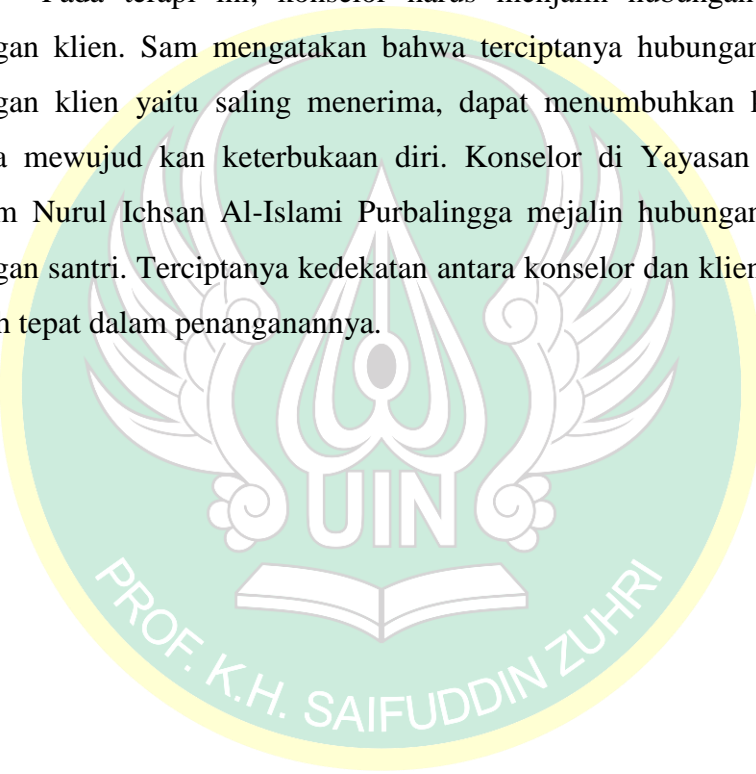 Pada terapi ini, konselor harus menjalin hubungan
gan klien. Sam mengatakan bahwa terciptanya hubungan
gan klien yaitu saling menerima, dapat menumbuhkan
a mewujud kan keterbukaan diri. Konselor di Yayasan
m Nurul Ichsan Al-Islami Purbalingga mejalin hubungan
gan santri. Terciptanya kedekatan antara konselor dan klien
n tepat dalam penanganannya.
UIN
PROF. K.H. SAIFUDDIN ZUHRI